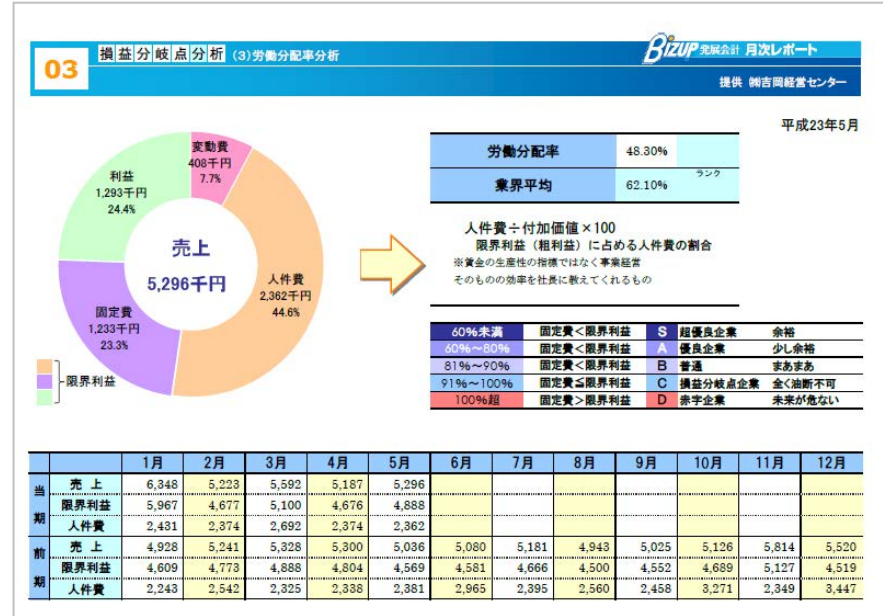 03
損益分岐点分析 (3)労働分配率分析
BIZUP 発展会計 月次レポート
提供 ㈱吉岡経営センター
平成23年5月
変動費
408千円
7.7%
利益
1,293千円
24.4%
売上
5,296千円
人件費
2,362千円
44.6%
固定費
1,233千円
23.3%
限界利益
労働分配率 48.30%
業界平均 62.10% ランク
人件費÷付加価値×100
限界利益（粗利益）に占める人件費の割合
※賃金の生産性の指標ではなく事業経営
そのものの効率を社長に教えてくれるもの
60%未満 固定費＜限界利益 S 超優良企業 余裕
60%～80% 固定費＜限界利益 A 優良企業 少し余裕
81%～90% 固定費＜限界利益 B 普通 まあまあ
91%～100% 固定費≦限界利益 C 損益分岐点企業 全く油断不可
100%超 固定費＞限界利益 D 赤字企業 未来が危ない
1月 2月 3月 4月 5月 6月 7月 8月 9月 10月 11月 12月
当期
売上 6,348 5,223 5,592 5,187 5,296
限界利益 5,967 4,677 5,100 4,676 4,888
人件費 2,431 2,374 2,692 2,374 2,362
前期
売上 4,928 5,241 5,328 5,300 5,036 5,080 5,181 4,943 5,025 5,126 5,814 5,520
限界利益 4,609 4,773 4,888 4,804 4,569 4,581 4,666 4,500 4,552 4,689 5,127 4,519
人件費 2,243 2,542 2,325 2,338 2,381 2,965 2,395 2,560 2,458 3,271 2,349 3,447